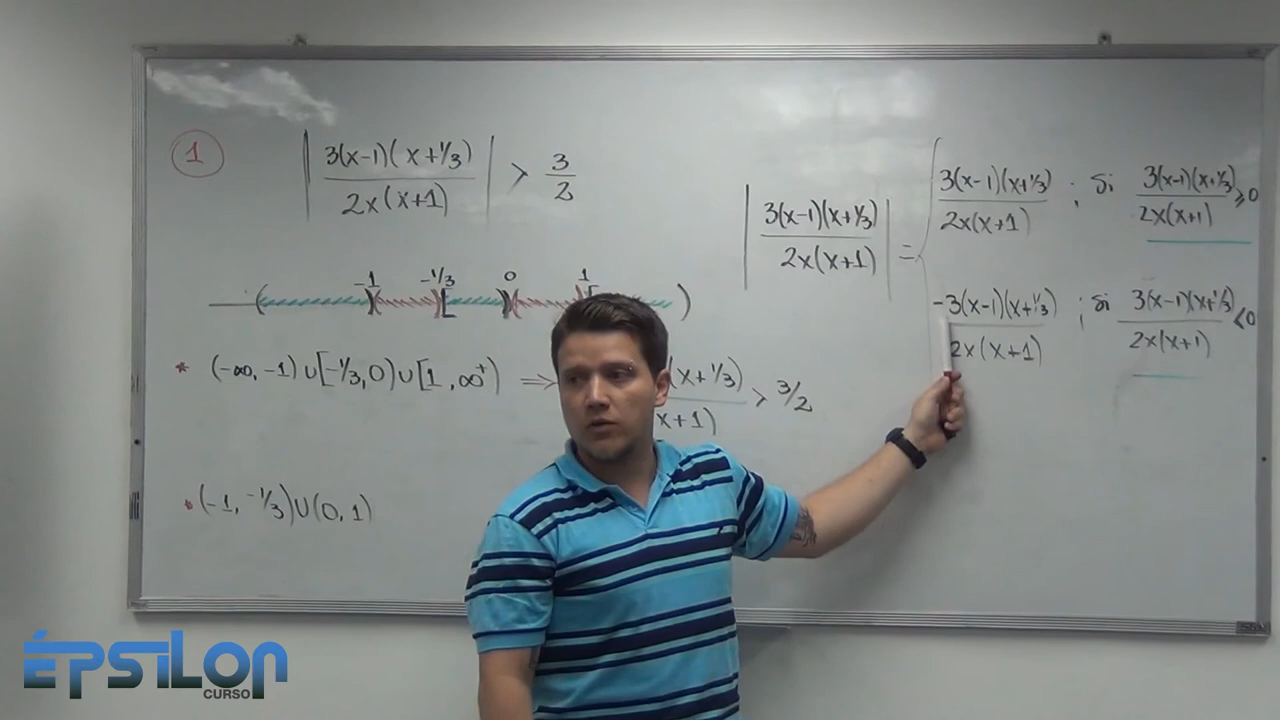 1
| 3(x-1)(x+1/3) / 2x(x+1) | > 3/2
| 3(x-1)(x+1/3) / 2x(x+1) | = { 3(x-1)(x+1/3) / 2x(x+1) ; si 3(x-1)(x+1/3) / 2x(x+1) ≥ 0
-3(x-1)(x+1/3) / 2x(x+1) ; si 3(x-1)(x+1/3) / 2x(x+1) < 0
-1 -1/3 0 1
* (-∞, -1) ∪ [-1/3, 0) ∪ [1, ∞⁺) ⇒ (x+1/3) / x+1) > 3/2
* (-1, -1/3) ∪ (0, 1)
ÉPSILON
CURSO